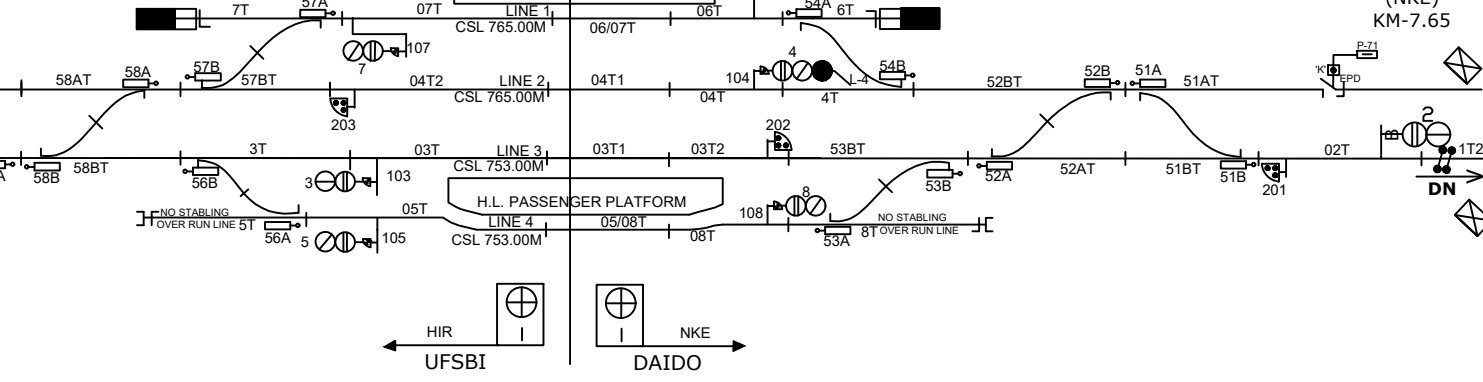 57A
7T
07T
LINE 1
06T
54A
6T
(NKE)
KM-7.65
CSL 765.00M
06/07T
107
7
4
P-71
'K'
EPD
58AT
58A
57B
57BT
04T2
LINE 2
04T1
104
L-4
54B
52BT
52B
51A
51AT
CSL 765.00M
04T
4T
203
202
2
B
3T
03T
LINE 3
03T1
03T2
53BT
02T
1T2
58B
58BT
56B
CSL 753.00M
53B
52A
52AT
51BT
51B
201
DN
3
103
H.L. PASSENGER PLATFORM
8
108
NO STABLING
OVER RUN LINE
5T
05T
LINE 4
05/08T
NO STABLING
OVER RUN LINE
8T
56A
5
105
CSL 753.00M
08T
53A
HIR
NKE
UFSBI
DAIDO